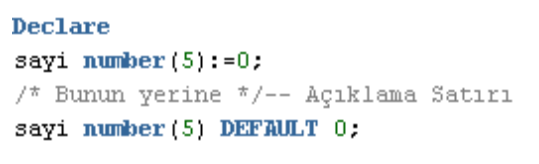 Declare
sayi number(5):=0;
/* Bunun yerine */-- Açıklama Satırı
sayi number(5) DEFAULT 0;